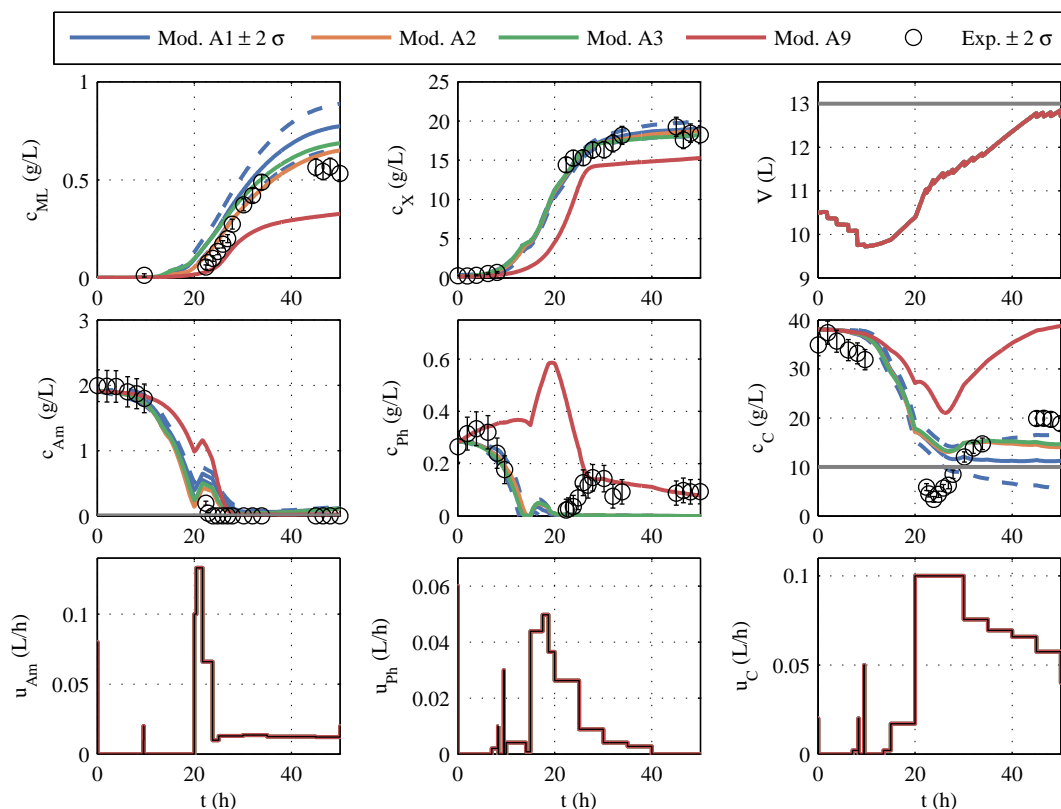 Mod. A1 ± 2 σ Mod. A2 Mod. A3 Mod. A9 Exp. ± 2 σ
1
0.5
0
0 20 40
c_ML (g/L)
25
20
15
10
5
0
0 20 40
c_X (g/L)
13
12
11
10
9
0 20 40
V (L)
3
2
1
0
0 20 40
c_Am (g/L)
0.6
0.4
0.2
0
0 20 40
c_Ph (g/L)
40
30
20
10
0
0 20 40
c_C (g/L)
0.1
0.05
0
0 20 40
u_Am (L/h)
t (h)
0.06
0.04
0.02
0
0 20 40
u_Ph (L/h)
t (h)
0.1
0.05
0
0 20 40
u_C (L/h)
t (h)